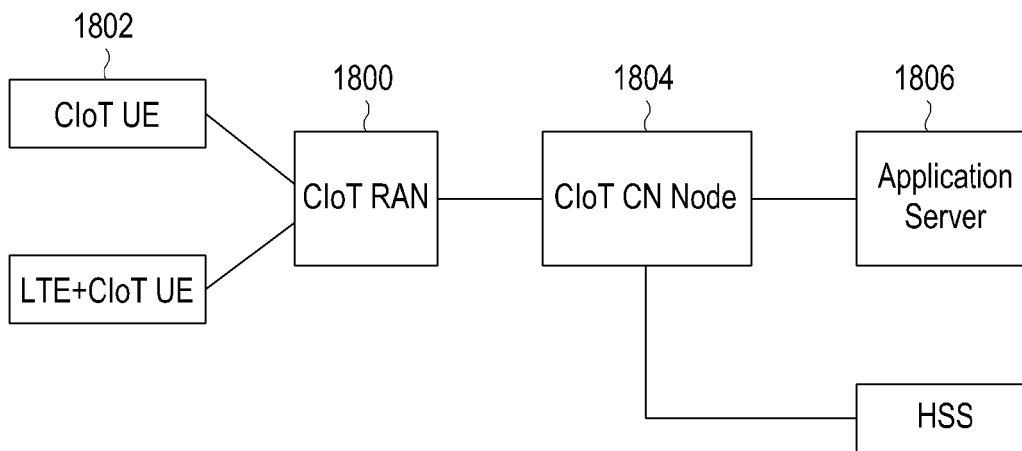 1802
1800
1804
1806
CIoT UE
CIoT RAN
CIoT CN Node
Application
Server
LTE+CIoT UE
HSS